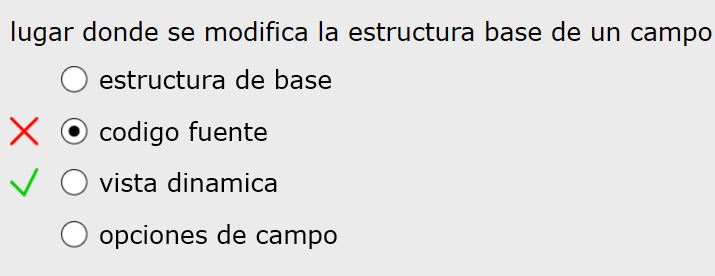 lugar donde se modifica la estructura base de un campo
estructura de base
codigo fuente
vista dinamica
opciones de campo